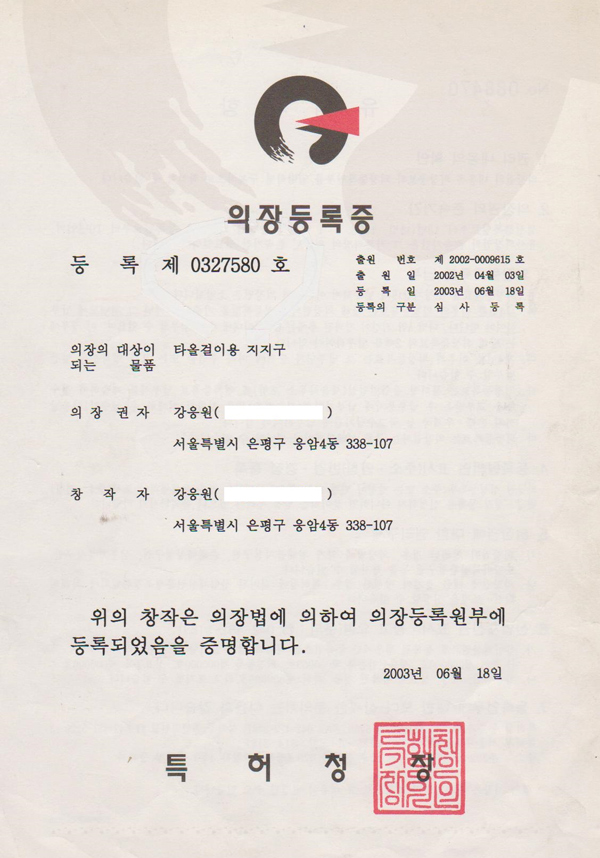 의장등록증
등 록 제 0327580 호
출원 번호 제 2002-0009615 호
출 원 일 2002년 04월 03일
등 록 일 2003년 06월 18일
등록의 구분 심 사 등 록
의장의 대상이 타올걸이용 지지구
되는 물품
의 장 권 자 강웅원( )
서울특별시 은평구 응암4동 338-107
창 작 자 강웅원( )
서울특별시 은평구 응암4동 338-107
위의 창작은 의장법에 의하여 의장등록원부에
등록되었음을 증명합니다.
2003년 06월 18일
특 허 청 장